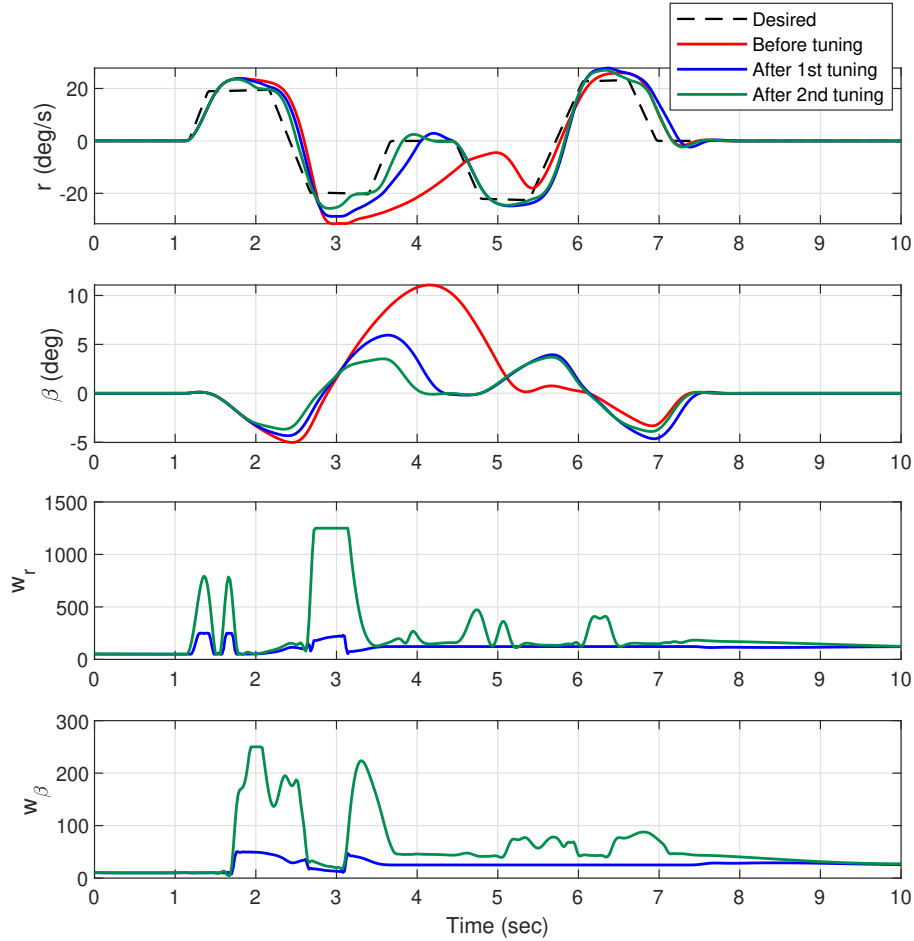 Desired
Before tuning
After 1st tuning
After 2nd tuning
r (deg/s)
20
0
-20
0 1 2 3 4 5 6 7 8 9 10
β (deg)
10
5
0
-5
0 1 2 3 4 5 6 7 8 9 10
w_r
1500
1000
500
0
0 1 2 3 4 5 6 7 8 9 10
w_β
300
200
100
0
0 1 2 3 4 5 6 7 8 9 10
Time (sec)